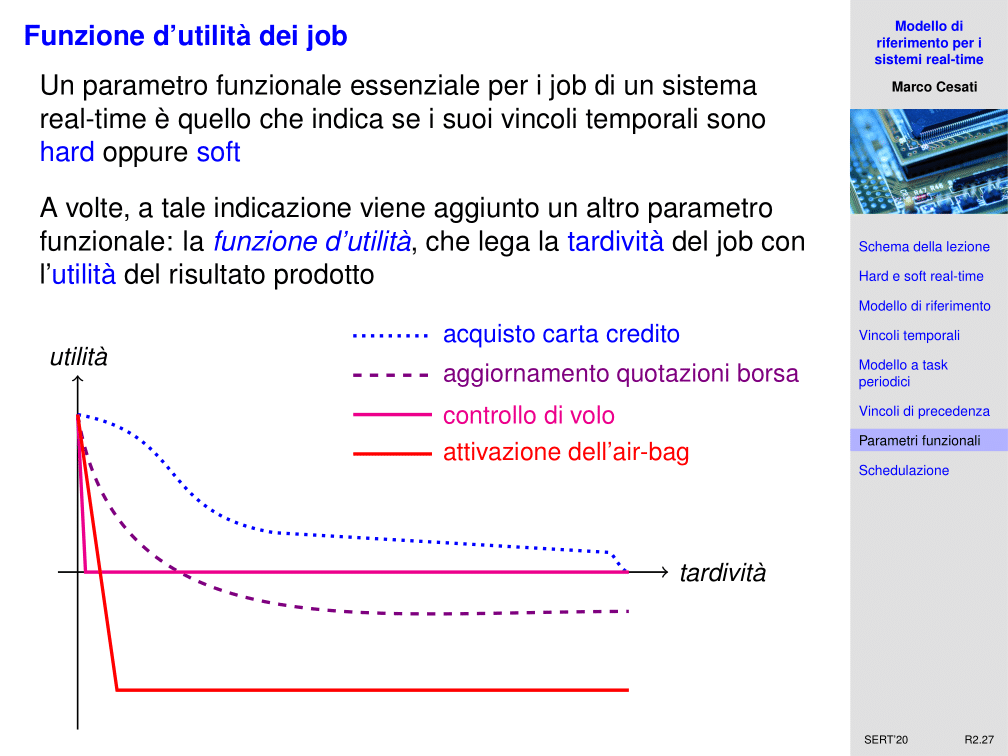 Funzione d'utilità dei job
Un parametro funzionale essenziale per i job di un sistema
real-time è quello che indica se i suoi vincoli temporali sono
hard oppure soft
A volte, a tale indicazione viene aggiunto un altro parametro
funzionale: la funzione d'utilità, che lega la tardività del job con
l'utilità del risultato prodotto
acquisto carta credito
utilità
aggiornamento quotazioni borsa
controllo di volo
attivazione dell'air-bag
tardività
Modello di
riferimento per i
sistemi real-time
Marco Cesati
Schema della lezione
Hard e soft real-time
Modello di riferimento
Vincoli temporali
Modello a task
periodici
Vincoli di precedenza
Parametri funzionali
Schedulazione
SERT'20 R2.27